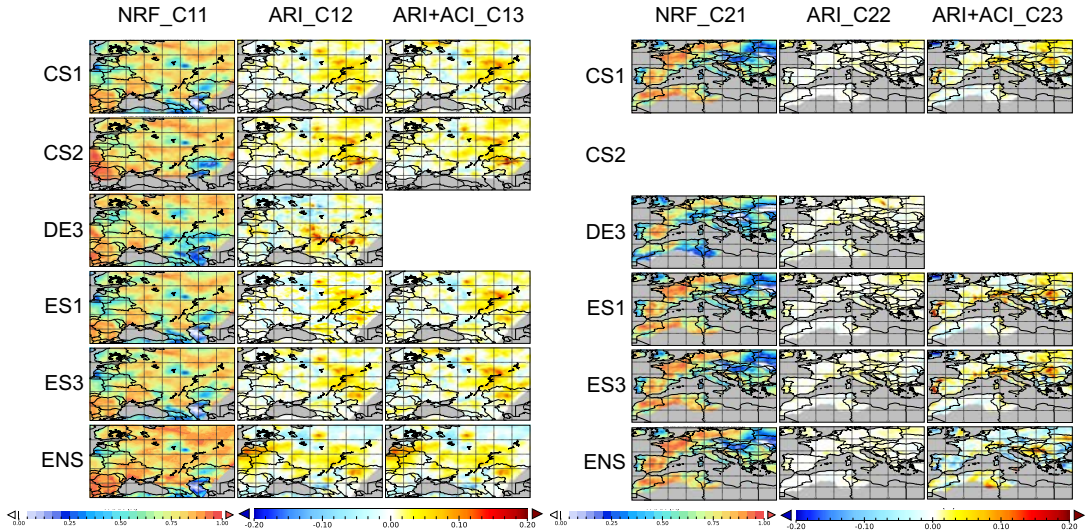 NRF_C11 ARI_C12 ARI+ACI_C13 NRF_C21 ARI_C22 ARI+ACI_C23
CS1 CS1
CS2 CS2
DE3 DE3
ES1 ES1
ES3 ES3
ENS ENS
0.00 0.25 0.50 0.75 1.00 -0.20 -0.10 0.00 0.10 0.20 0.00 0.25 0.50 0.75 1.00 -0.20 -0.10 0.00 0.10 0.20